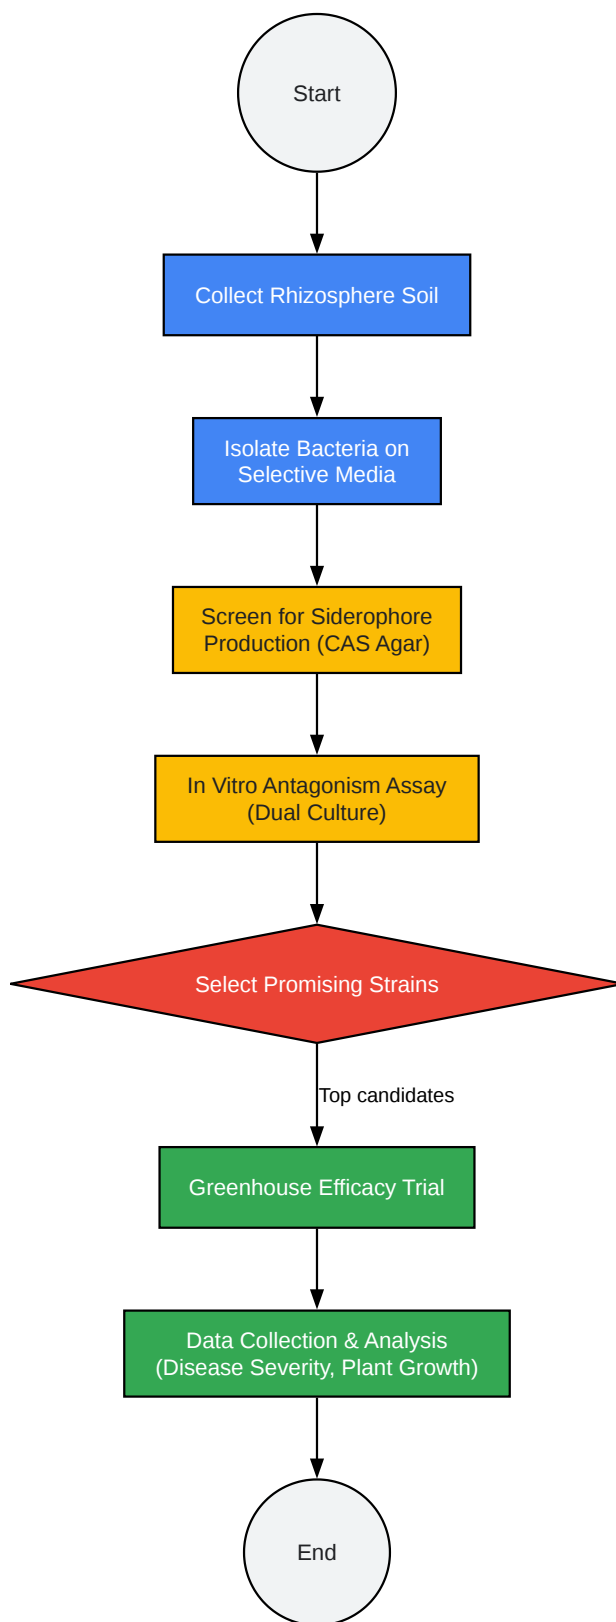 Start
Collect Rhizosphere Soil
Isolate Bacteria on
Selective Media
Screen for Siderophore
Production (CAS Agar)
In Vitro Antagonism Assay
(Dual Culture)
Select Promising Strains
Top candidates
Greenhouse Efficacy Trial
Data Collection & Analysis
(Disease Severity, Plant Growth)
End